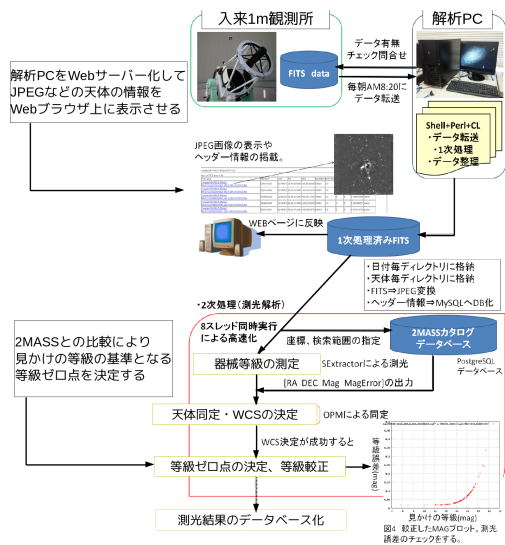 入来1m観測所
解析PC
データ有無
チェック問合せ
FITS data
毎朝AM8:20に
データ転送
解析PCをWebサーバー化して
JPEGなどの天体の情報を
Webブラウザ上に表示させる
Shell+Perl+CL
・データ転送
・1次処理
・データ整理
JPEG画像の表示や
ヘッダー情報の掲載。
WEBページに反映
1次処理済みFITS
・日付毎ディレクトリに格納
・天体毎ディレクトリに格納
・FITS⇒JPEG変換
・ヘッダー情報⇒MySQLへDB化
・2次処理（測光解析）
8スレッド同時実行
による高速化
座標、検索範囲の指定
2MASSカタログ
データベース
2MASSとの比較により
見かけの等級の基準となる
等級ゼロ点を決定する
器械等級の測定
SExtractorによる測光
PostgreSQL
データベース
[RA DEC Mag MagError]の出力
天体同定・WCSの決定
OPMによる同定
WCS決定が成功すると
等級ゼロ点の決定、等級較正
等級誤差(mag)
見かけの等級(mag)
測光結果のデータベース化
図4 較正したMAGプロット。測光
誤差のチェックをする。